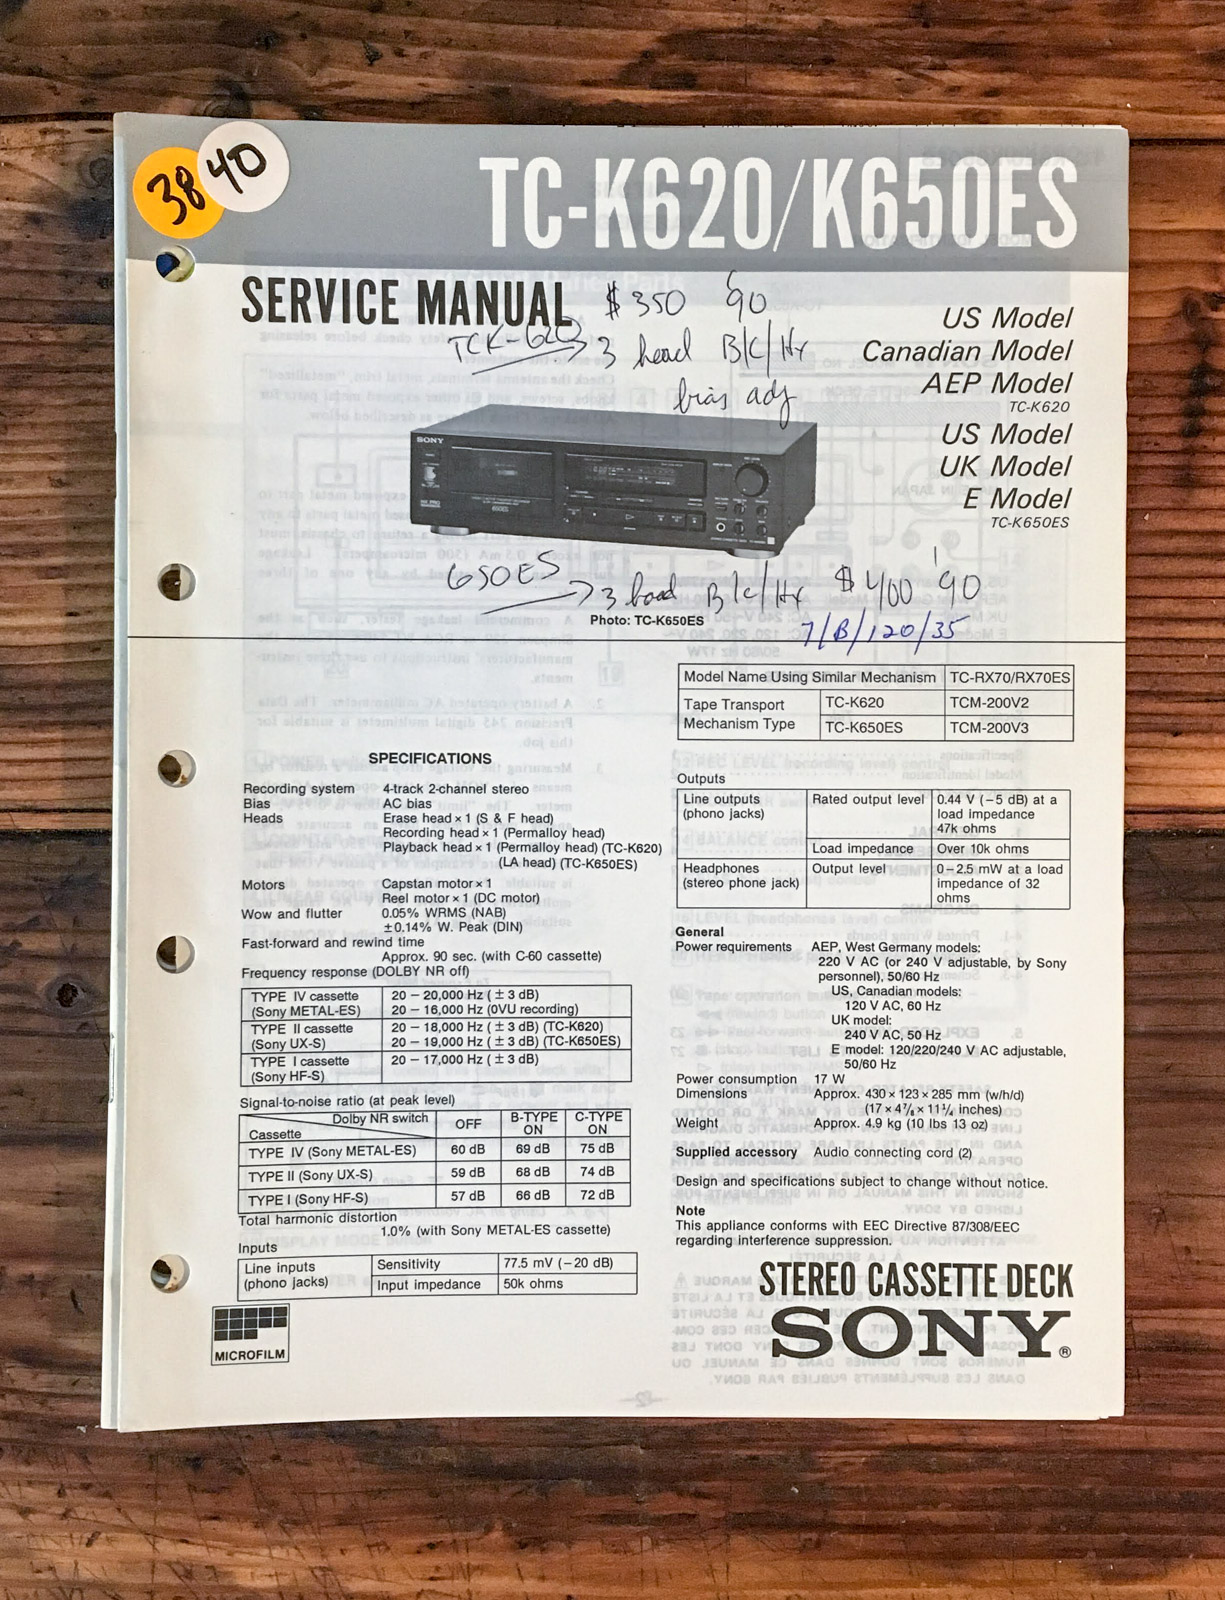 38
40
TC-K620/K650ES
SERVICE MANUAL
$350 '90
TCK-620
3 head B/C/Hx
bias adj
US Model
Canadian Model
AEP Model
TC-K620
US Model
UK Model
E Model
TC-K650ES
SONY
650ES
650ES
3 head B/C/Hx $400 '90
7/B/120/35
Photo: TC-K650ES
Model Name Using Similar Mechanism TC-RX70/RX70ES
Tape Transport Mechanism Type TC-K620 TCM-200V2
TC-K650ES TCM-200V3
SPECIFICATIONS
Recording system 4-track 2-channel stereo
Bias AC bias
Heads Erase head × 1 (S & F head)
Recording head × 1 (Permalloy head)
Playback head × 1 (Permalloy head) (TC-K620)
(LA head) (TC-K650ES)
Motors Capstan motor × 1
Reel motor × 1 (DC motor)
Wow and flutter 0.05% WRMS (NAB)
±0.14% W. Peak (DIN)
Fast-forward and rewind time
Approx. 90 sec. (with C-60 cassette)
Frequency response (DOLBY NR off)
TYPE IV cassette 20 – 20,000 Hz (±3 dB)
(Sony METAL-ES) 20 – 16,000 Hz (0VU recording)
TYPE II cassette 20 – 18,000 Hz (±3 dB) (TC-K620)
(Sony UX-S) 20 – 19,000 Hz (±3 dB) (TC-K650ES)
TYPE I cassette 20 – 17,000 Hz (±3 dB)
(Sony HF-S)
Signal-to-noise ratio (at peak level)
Dolby NR switch OFF B-TYPE ON C-TYPE ON
Cassette
TYPE IV (Sony METAL-ES) 60 dB 69 dB 75 dB
TYPE II (Sony UX-S) 59 dB 68 dB 74 dB
TYPE I (Sony HF-S) 57 dB 66 dB 72 dB
Total harmonic distortion
1.0% (with Sony METAL-ES cassette)
Inputs
Line inputs Sensitivity 77.5 mV (–20 dB)
(phono jacks) Input impedance 50k ohms
MICROFILM
Outputs
Line outputs Rated output level 0.44 V (–5 dB) at a
(phono jacks) load impedance
47k ohms
Load impedance Over 10k ohms
Headphones Output level 0–2.5 mW at a load
(stereo phone jack) impedance of 32
ohms
General
Power requirements AEP, West Germany models:
220 V AC (or 240 V adjustable, by Sony
personnel), 50/60 Hz
US, Canadian models:
120 V AC, 60 Hz
UK model:
240 V AC, 50 Hz
E model: 120/220/240 V AC adjustable,
50/60 Hz
Power consumption 17 W
Dimensions Approx. 430 × 123 × 285 mm (w/h/d)
(17 × 4⅞ × 11¼ inches)
Weight Approx. 4.9 kg (10 lbs 13 oz)
Supplied accessory Audio connecting cord (2)
Design and specifications subject to change without notice.
Note
This appliance conforms with EEC Directive 87/308/EEC
regarding interference suppression.
STEREO CASSETTE DECK
SONY®